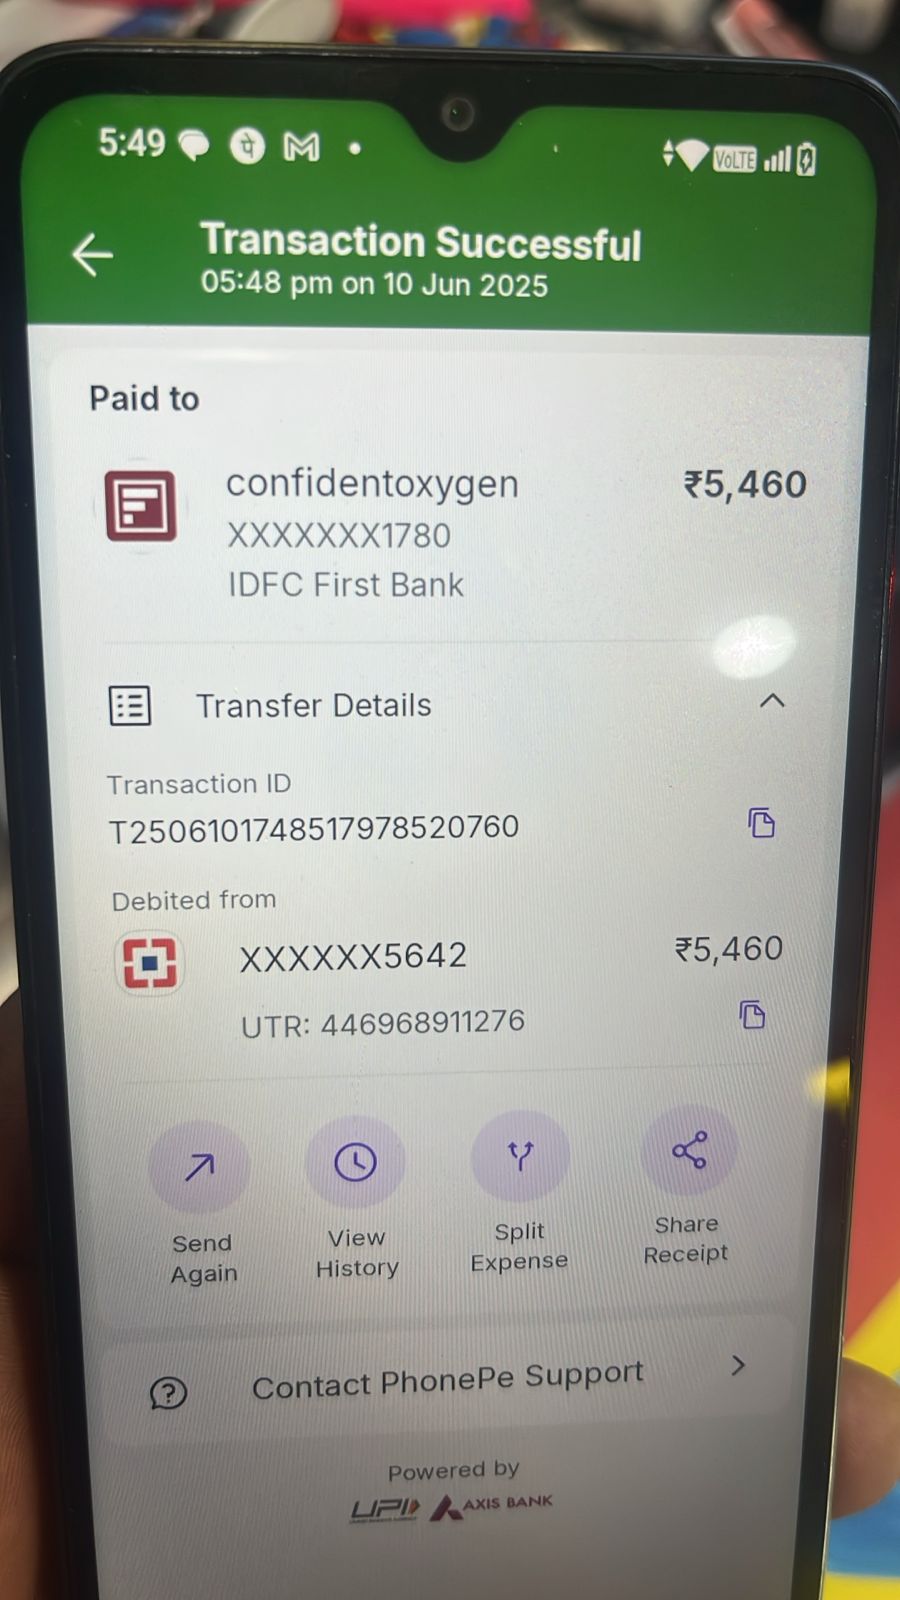 5:49
VoLTE
Transaction Successful
05:48 pm on 10 Jun 2025
Paid to
confidentoxygen
₹5,460
XXXXXXX1780
IDFC First Bank
Transfer Details
Transaction ID
T2506101748517978520760
Debited from
XXXXXX5642
₹5,460
UTR: 446968911276
Send Again
View History
Split Expense
Share Receipt
Contact PhonePe Support
Powered by
UPI AXIS BANK